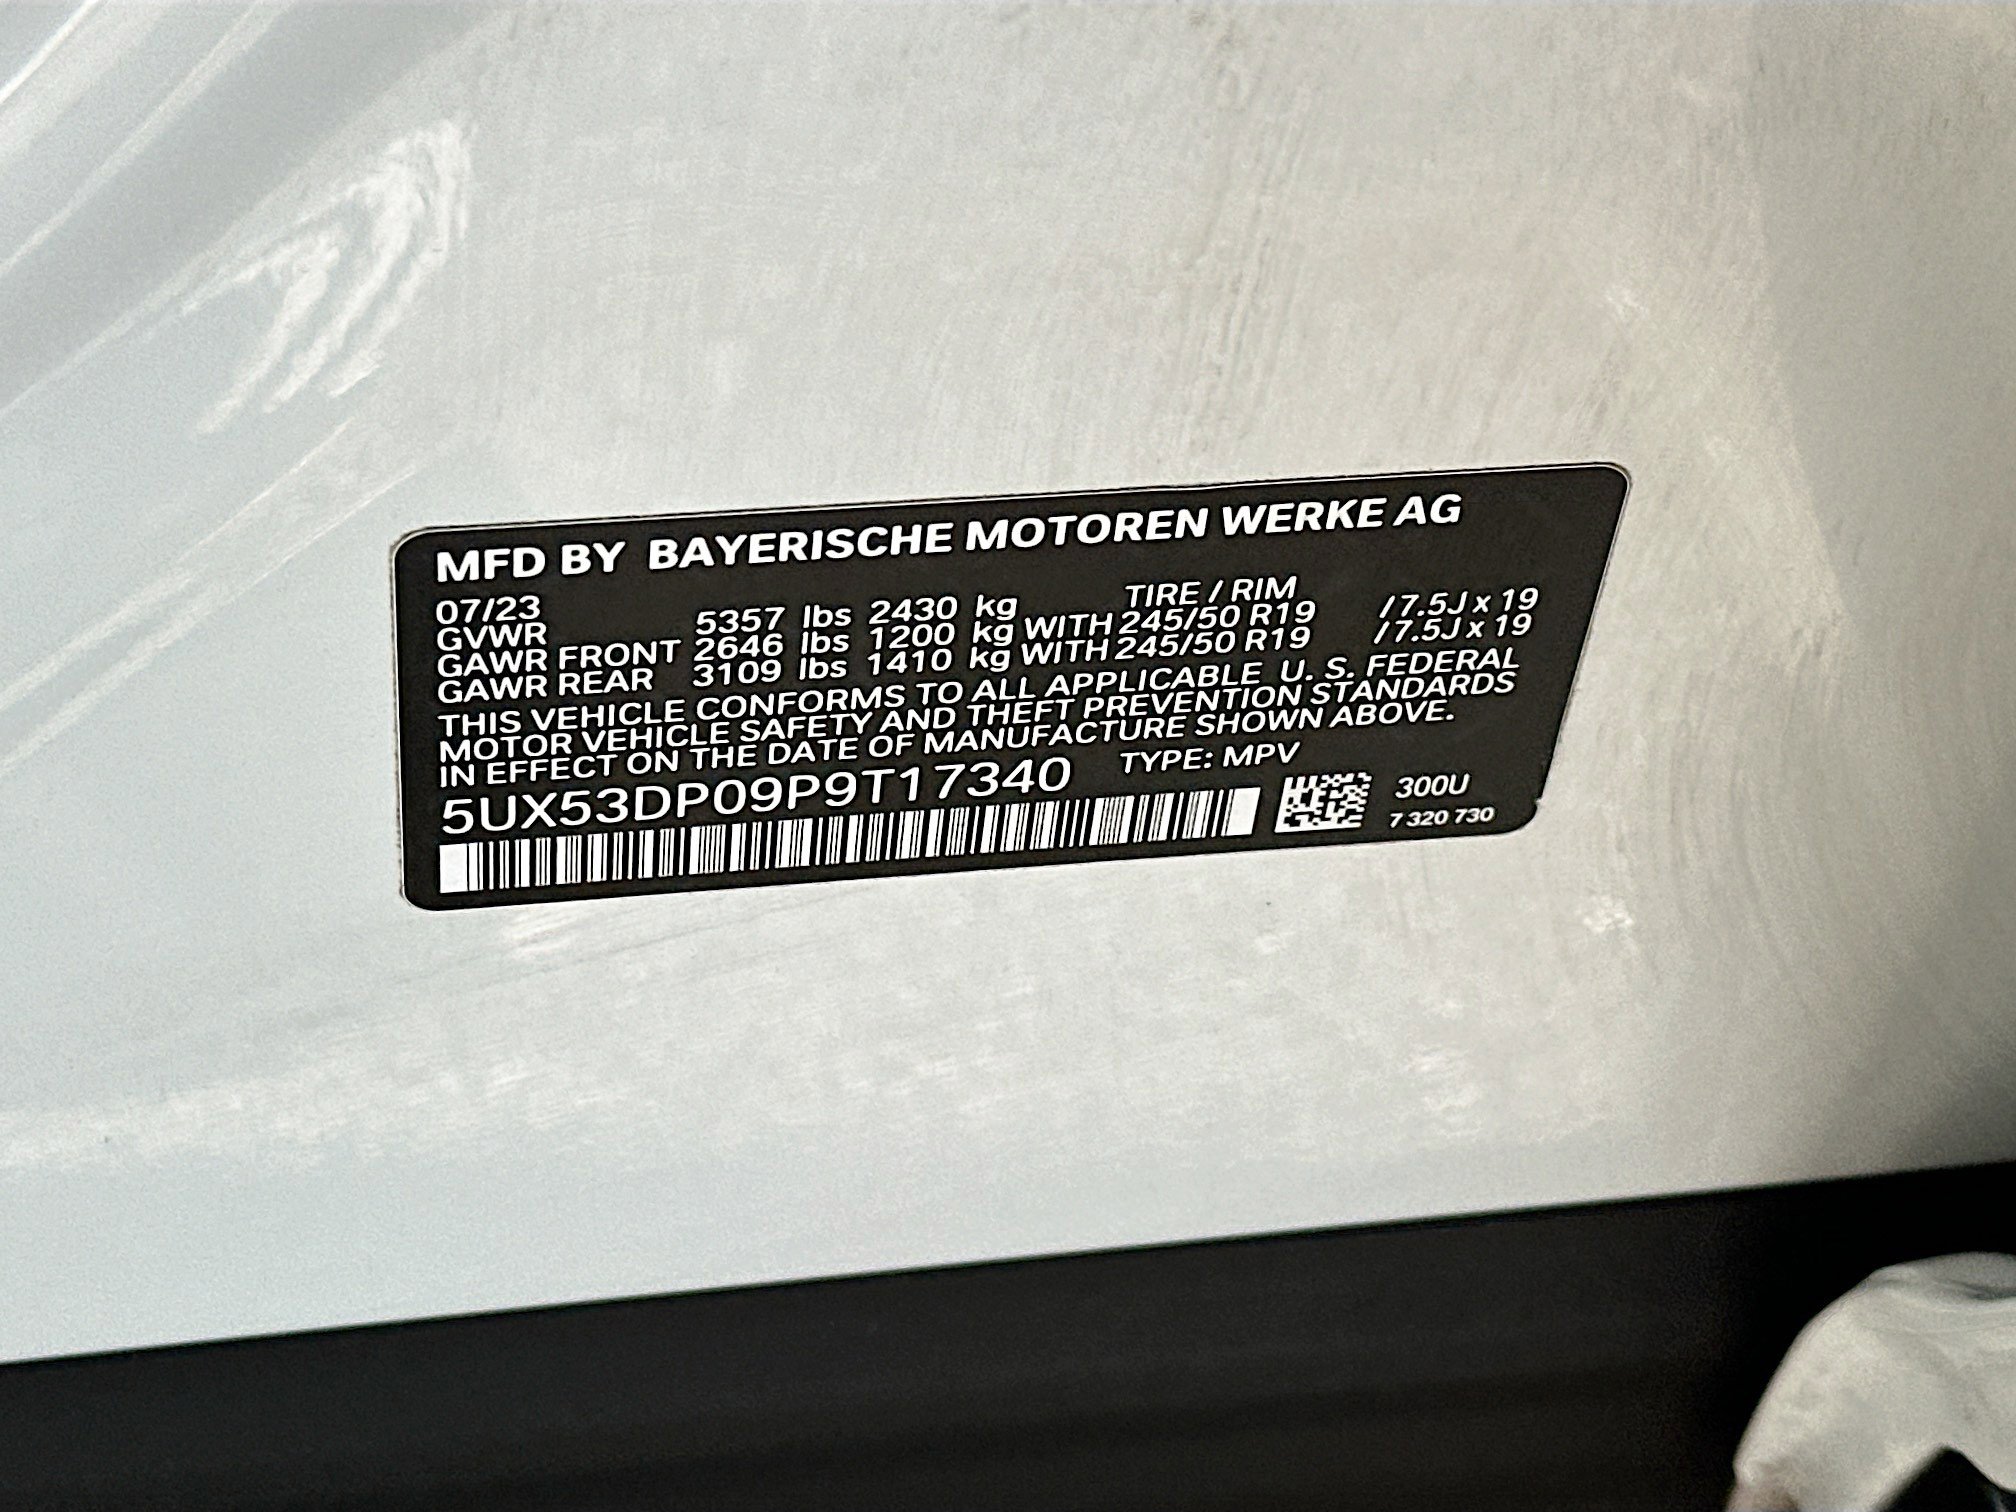 MFD BY BAYERISCHE MOTOREN WERKE AG
07/23 TIRE / RIM
GVWR 5357 lbs 2430 kg
GAWR FRONT 2646 lbs 1200 kg WITH 245/50 R19 / 7.5J x 19
GAWR REAR 3109 lbs 1410 kg WITH 245/50 R19 / 7.5J x 19
THIS VEHICLE CONFORMS TO ALL APPLICABLE U. S. FEDERAL
MOTOR VEHICLE SAFETY AND THEFT PREVENTION STANDARDS
IN EFFECT ON THE DATE OF MANUFACTURE SHOWN ABOVE.
5UX53DP09P9T17340 TYPE: MPV
300U
7 320 730